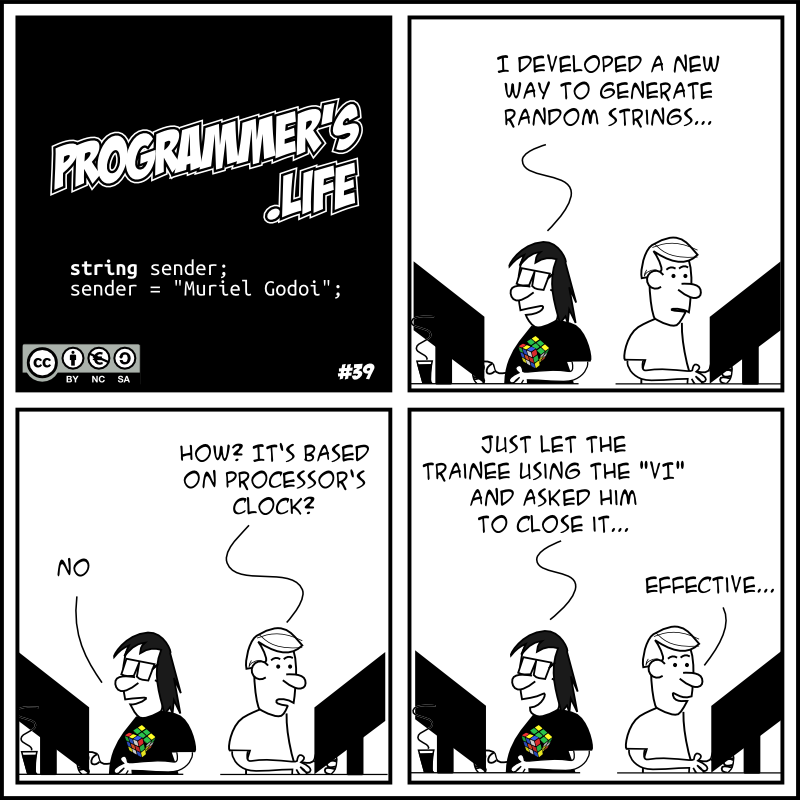 PROGRAMMER'S
.LIFE
string sender;
sender = "Muriel Godoi";
cc
BY NC SA
#39
I DEVELOPED A NEW
WAY TO GENERATE
RANDOM STRINGS...
HOW? IT'S BASED
ON PROCESSOR'S
CLOCK?
NO
JUST LET THE
TRAINEE USING THE "VI"
AND ASKED HIM
TO CLOSE IT...
EFFECTIVE...